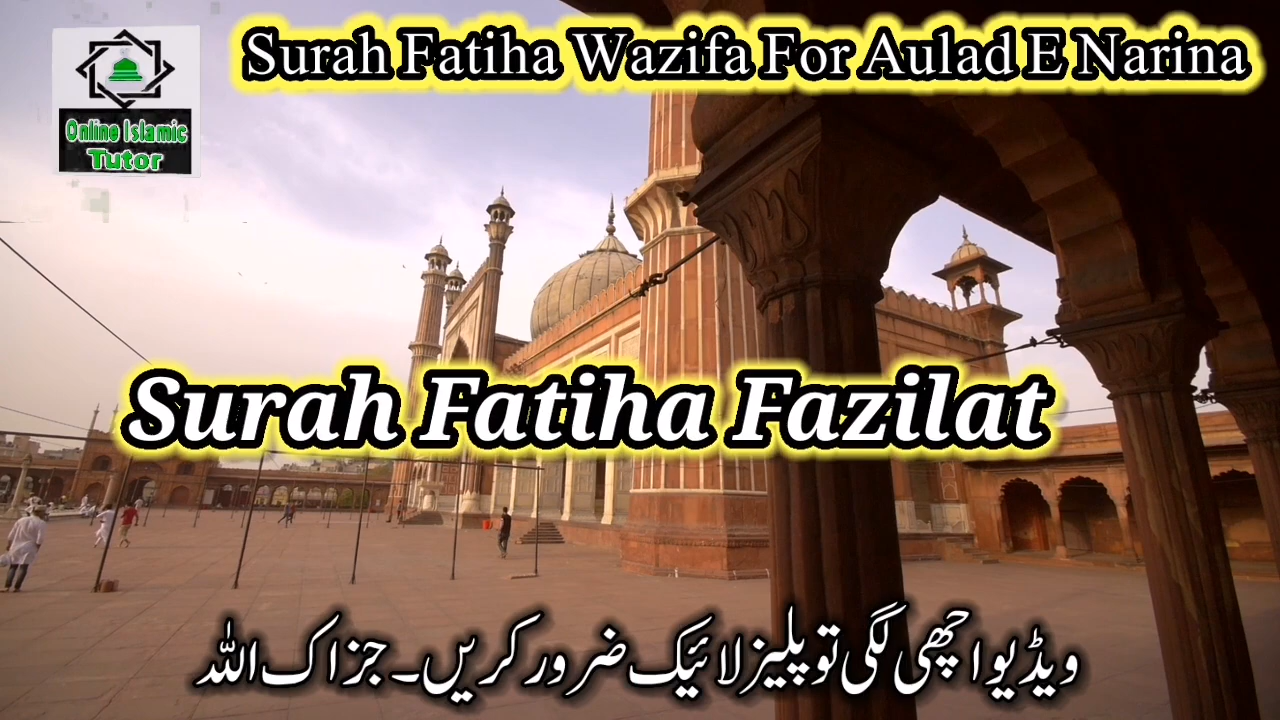 Surah Fatiha Wazifa For Aulad E Narina
Online Islamic
Tutor
Surah Fatiha Fazilat
ویڈیو اچھی لگی تو پلیز لائیک ضرور کریں۔ جزاک اللہ